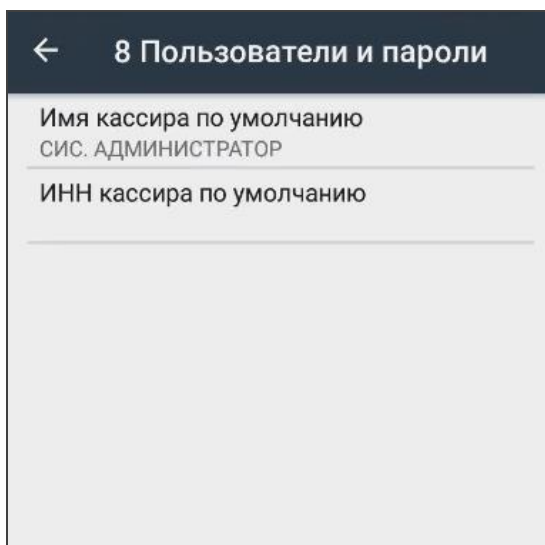 8 Пользователи и пароли
Имя кассира по умолчанию
СИС. АДМИНИСТРАТОР
ИНН кассира по умолчанию